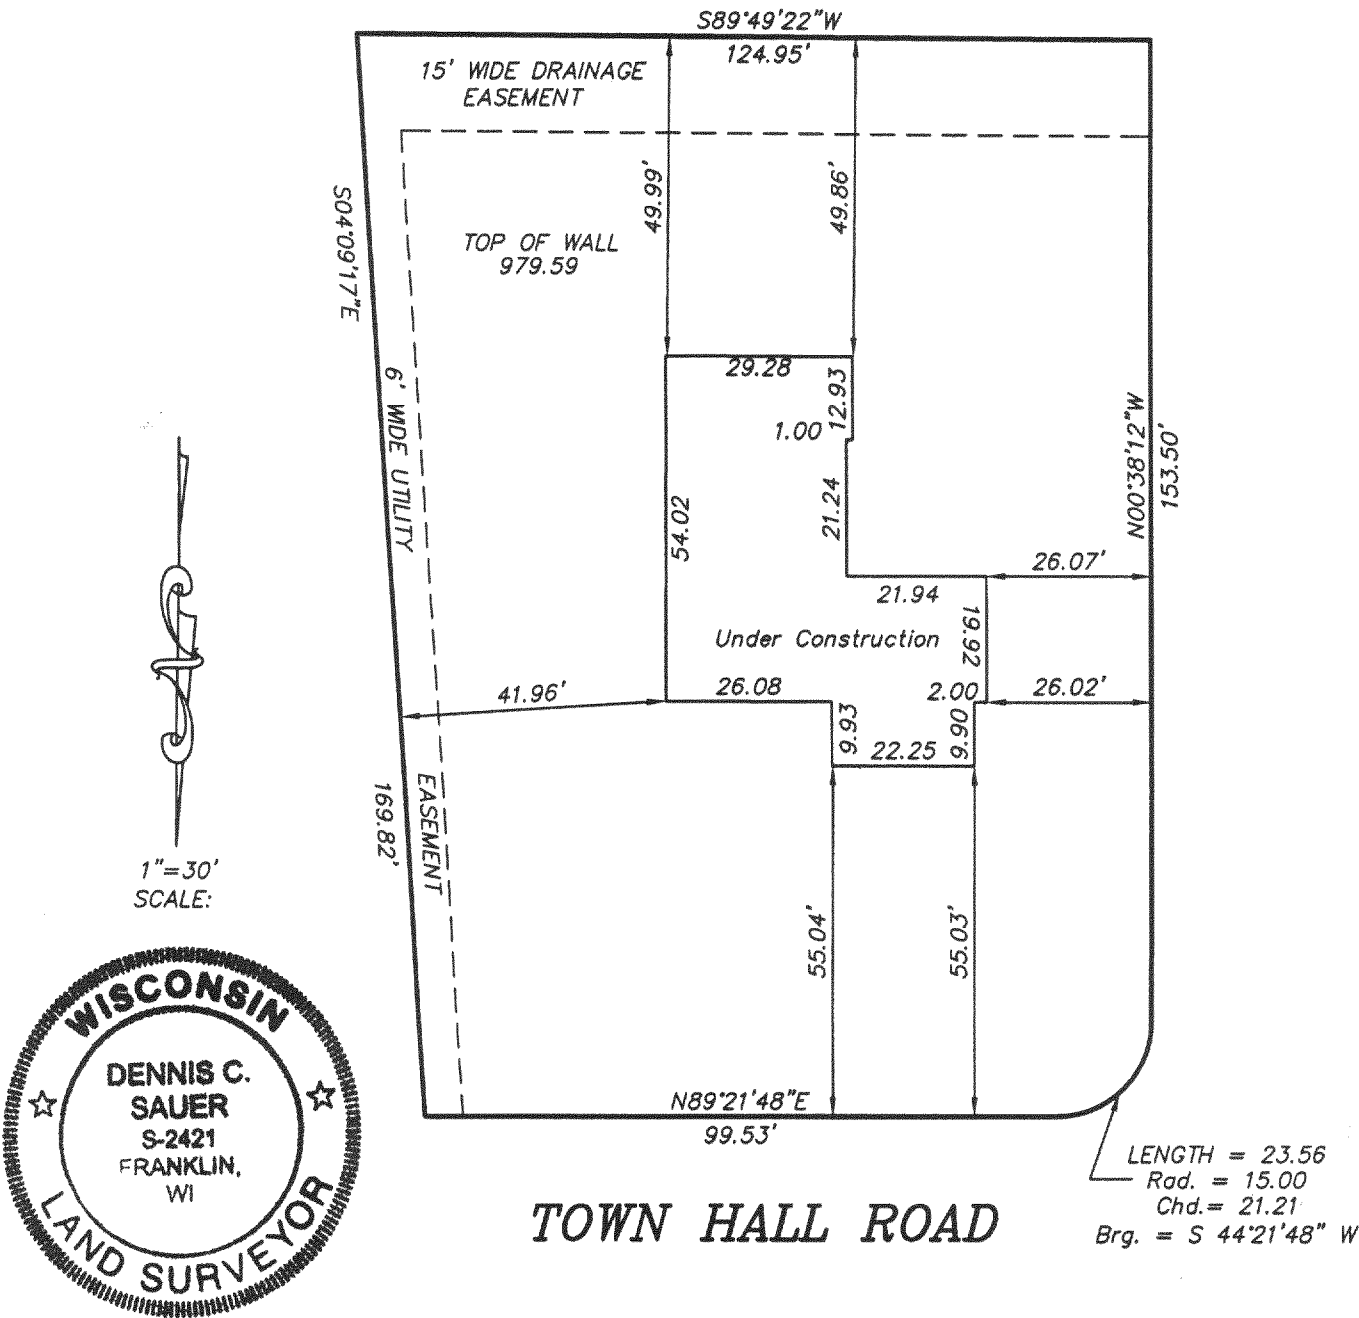 S89°49'22"W
124.95'
15' WIDE DRAINAGE
EASEMENT
49.99'
49.86'
S04°09'17"E
TOP OF WALL
979.59
29.28
12.93
1.00
6' WIDE UTILITY
N00°38'12"W
153.50'
54.02
21.24
26.07'
21.94
19.92
Under Construction
41.96'
26.08
2.00
26.02'
9.93
9.90
22.25
EASEMENT
169.82'
1"=30'
SCALE:
55.04'
55.03'
WISCONSIN
DENNIS C.
SAUER
S-2421
FRANKLIN,
WI
LAND SURVEYOR
N89°21'48"E
99.53'
LENGTH = 23.56
Rad. = 15.00
Chd.= 21.21
Brg. = S 44°21'48" W
TOWN HALL ROAD